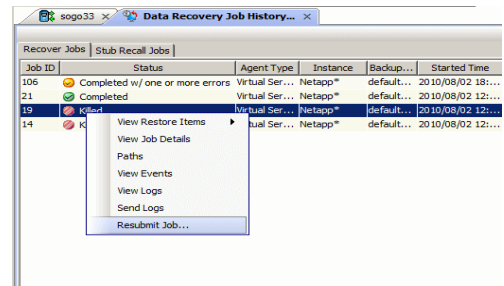 sogo33 Data Recovery Job History...
Recover Jobs Stub Recall Jobs
Job ID Status Agent Type Instance Backup... Started Time
106 Completed w/ one or more errors Virtual Ser... Netapp* default... 2010/08/02 18:...
21 Completed Virtual Ser... Netapp* default... 2010/08/02 12:...
19 Killed tual Ser... Netapp* default... 2010/08/02 12:...
14 K tual Ser... Netapp* default... 2010/08/02 12:...
View Restore Items
View Job Details
Paths
View Events
View Logs
Send Logs
Resubmit Job...